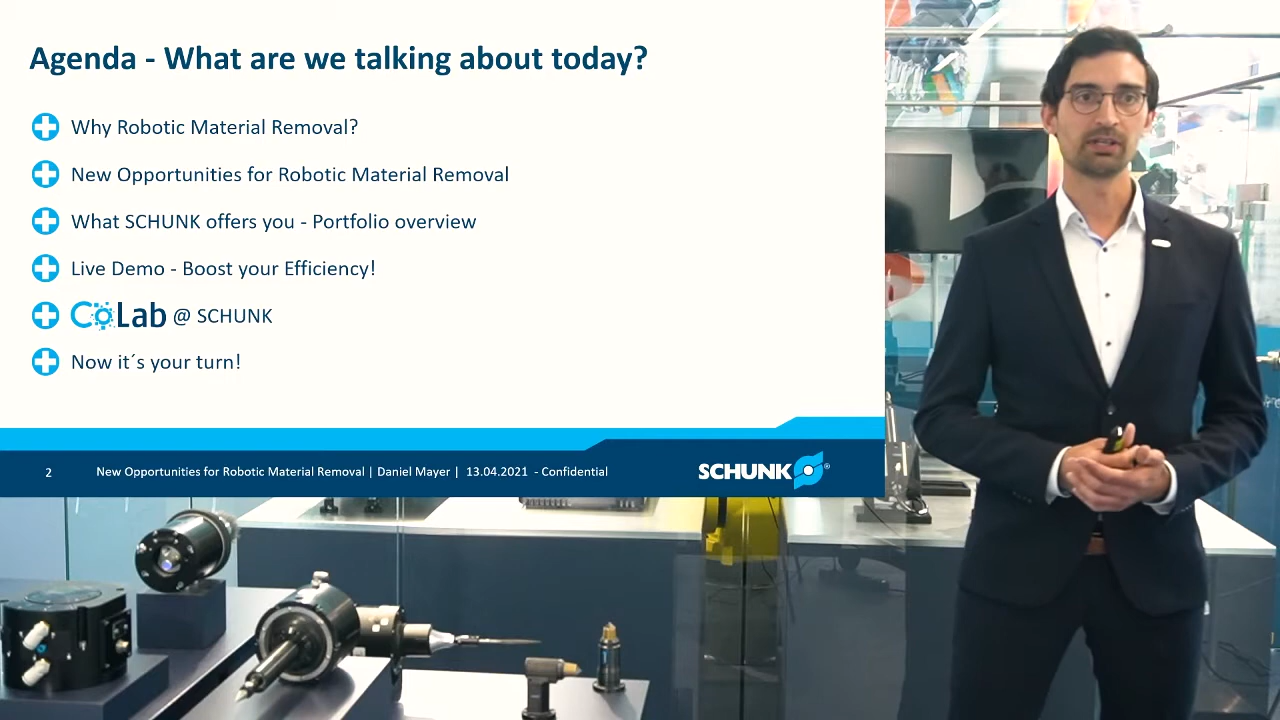 Agenda - What are we talking about today?
Why Robotic Material Removal?
New Opportunities for Robotic Material Removal
What SCHUNK offers you - Portfolio overview
Live Demo - Boost your Efficiency!
CoLab @ SCHUNK
Now it´s your turn!
2 New Opportunities for Robotic Material Removal | Daniel Mayer | 13.04.2021 - Confidential
SCHUNK ®